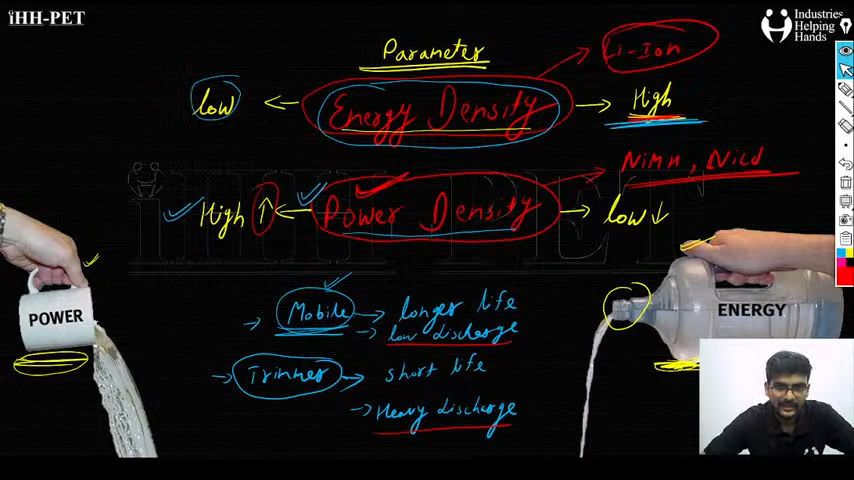 iHH-PET
Industries
Helping
Hands
Parameter
Li-Ion
low ← Energy Density → High
NiMH, Nicd
High ↑ ← Power Density → low ↓
POWER
ENERGY
Mobile → longer life
→ low discharge
→ Trimmer → short life
→ Heavy discharge